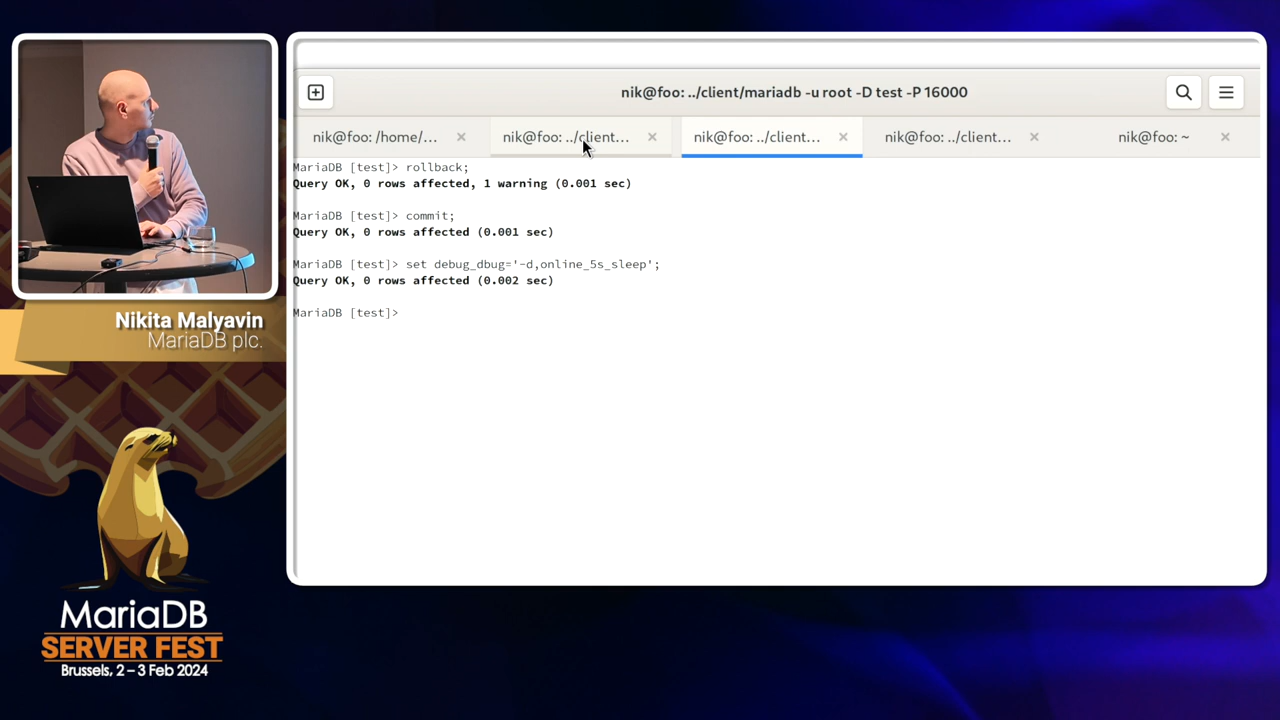 nik@foo: ../client/mariadb -u root -D test -P 16000
nik@foo: /home/...
nik@foo: ../client...
nik@foo: ../client...
nik@foo: ../client...
nik@foo: ~
MariaDB [test]> rollback;
Query OK, 0 rows affected, 1 warning (0.001 sec)
MariaDB [test]> commit;
Query OK, 0 rows affected (0.001 sec)
MariaDB [test]> set debug_dbug='-d,online_5s_sleep';
Query OK, 0 rows affected (0.002 sec)
MariaDB [test]>
Nikita Malyavin
MariaDB plc.
MariaDB
SERVER FEST
Brussels, 2 – 3 Feb 2024